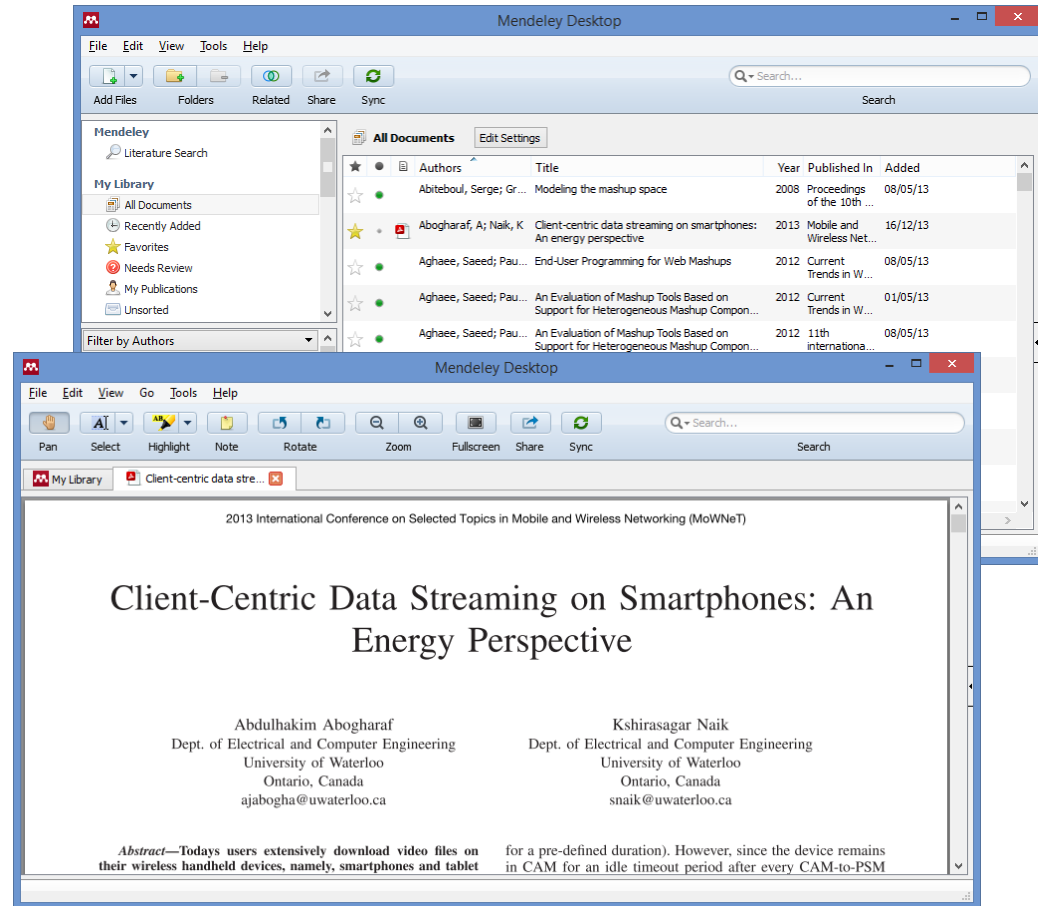 Mendeley Desktop
File Edit View Tools Help
Search...
Add Files Folders Related Share Sync Search
Mendeley
Literature Search
My Library
All Documents
Recently Added
Favorites
Needs Review
My Publications
Unsorted
Filter by Authors
All Documents Edit Settings
Authors Title Year Published In Added
Abiteboul, Serge; Gr... Modeling the mashup space 2008 Proceedings 08/05/13
of the 10th ...
Abogharaf, A; Naik, K Client-centric data streaming on smartphones: 2013 Mobile and 16/12/13
An energy perspective Wireless Net...
Aghaee, Saeed; Pau... End-User Programming for Web Mashups 2012 Current 08/05/13
Trends in W...
Aghaee, Saeed; Pau... An Evaluation of Mashup Tools Based on 2012 Current 01/05/13
Support for Heterogeneous Mashup Compon... Trends in W...
Aghaee, Saeed; Pau... An Evaluation of Mashup Tools Based on 2012 11th 08/05/13
Support for Heterogeneous Mashup Compon... internationa...
Mendeley Desktop
File Edit View Go Tools Help
Search...
Pan Select Highlight Note Rotate Zoom Fullscreen Share Sync Search
My Library Client-centric data stre...
2013 International Conference on Selected Topics in Mobile and Wireless Networking (MoWNeT)
Client-Centric Data Streaming on Smartphones: An
Energy Perspective
Abdulhakim Abogharaf
Dept. of Electrical and Computer Engineering
University of Waterloo
Ontario, Canada
ajabogha@uwaterloo.ca
Kshirasagar Naik
Dept. of Electrical and Computer Engineering
University of Waterloo
Ontario, Canada
snaik@uwaterloo.ca
Abstract—Todays users extensively download video files on
their wireless handheld devices, namely, smartphones and tablet
for a pre-defined duration). However, since the device remains
in CAM for an idle timeout period after every CAM-to-PSM